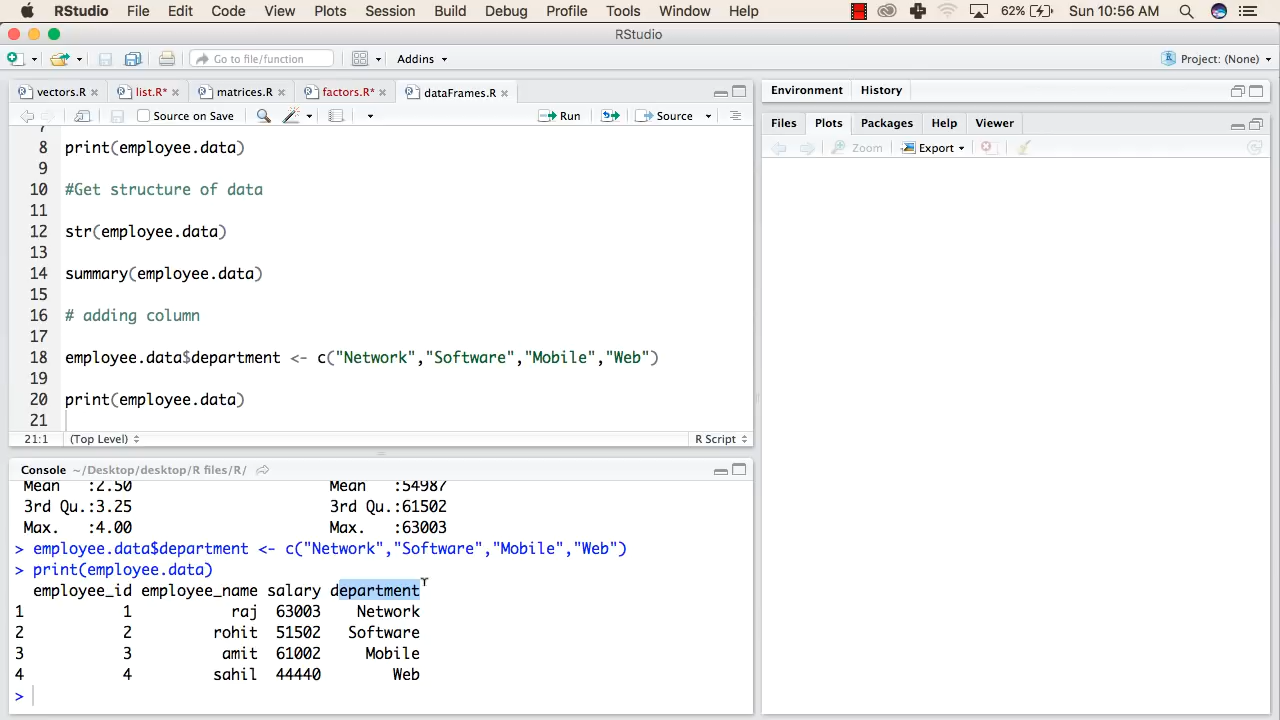 RStudio File Edit Code View Plots Session Build Debug Profile Tools Window Help 62% Sun 10:56 AM
RStudio
Go to file/function Addins Project: (None)
vectors.R list.R* matrices.R factors.R* dataFrames.R
Source on Save Run Source
7
8 print(employee.data)
9
10 #Get structure of data
11
12 str(employee.data)
13
14 summary(employee.data)
15
16 # adding column
17
18 employee.data$department <- c("Network","Software","Mobile","Web")
19
20 print(employee.data)
21
21:1 (Top Level) R Script
Console ~/Desktop/desktop/R files/R/
Mean :2.50 Mean :54987
3rd Qu.:3.25 3rd Qu.:61502
Max. :4.00 Max. :63003
> employee.data$department <- c("Network","Software","Mobile","Web")
> print(employee.data)
employee_id employee_name salary department
1 1 raj 63003 Network
2 2 rohit 51502 Software
3 3 amit 61002 Mobile
4 4 sahil 44440 Web
>
Environment History
Files Plots Packages Help Viewer
Zoom Export